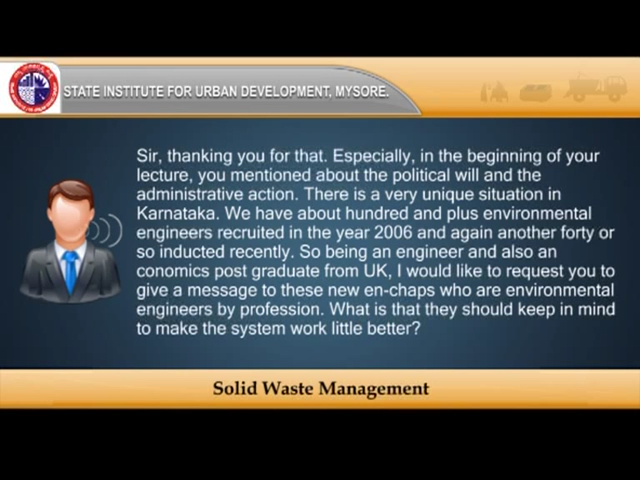 STATE INSTITUTE FOR URBAN DEVELOPMENT, MYSORE.
Sir, thanking you for that. Especially, in the beginning of your
lecture, you mentioned about the political will and the
administrative action. There is a very unique situation in
Karnataka. We have about hundred and plus environmental
engineers recruited in the year 2006 and again another forty or
so inducted recently. So being an engineer and also an
conomics post graduate from UK, I would like to request you to
give a message to these new en-chaps who are environmental
engineers by profession. What is that they should keep in mind
to make the system work little better?
Solid Waste Management